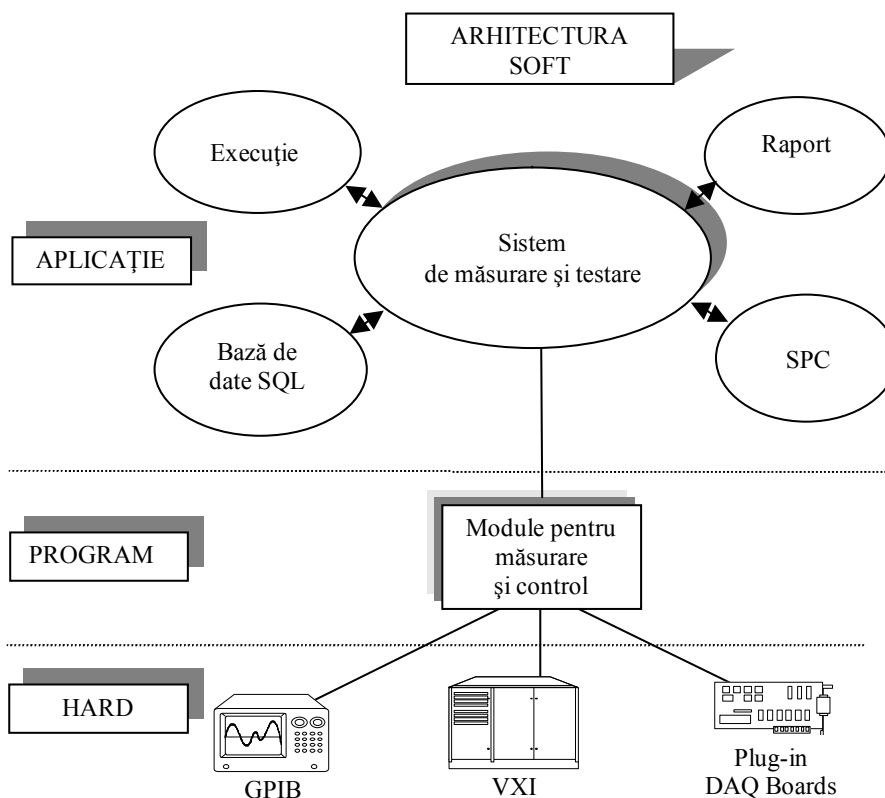 ARHITECTURA
SOFT
Execuţie
Raport
Sistem
de măsurare şi testare
APLICAŢIE
Bază de
date SQL
SPC
Module pentru
măsurare
şi control
PROGRAM
HARD
GPIB
VXI
Plug-in
DAQ Boards